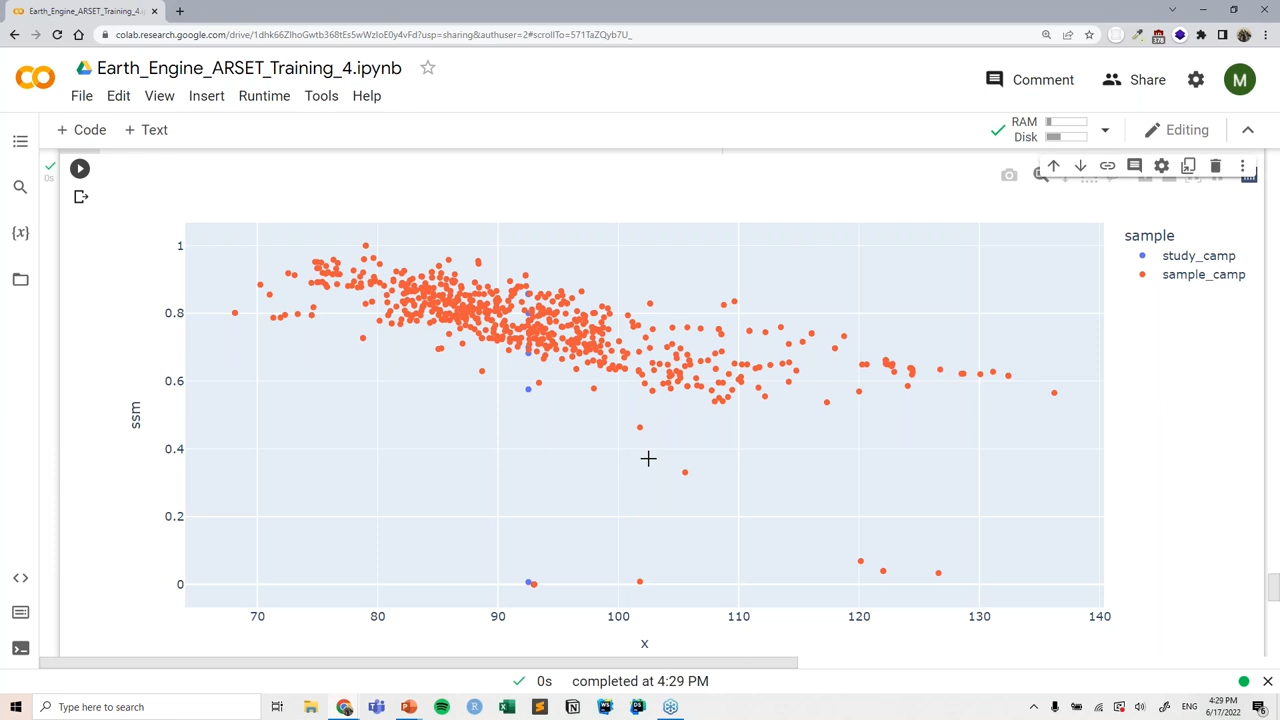 Earth_Engine_ARSET_Training_4.i
colab.research.google.com/drive/1dhk66ZlhoGwtb368tEs5wWzIoE0y4vFd?usp=sharing&authuser=2#scrollTo=571TaZQyb7U_
378
Earth_Engine_ARSET_Training_4.ipynb
Comment
Share
M
File Edit View Insert Runtime Tools Help
+ Code + Text
RAM
Disk
Editing
0s
{x}
sample
study_camp
sample_camp
1
0.8
0.6
0.4
0.2
0
ssm
70 80 90 100 110 120 130 140
x
0s completed at 4:29 PM
Type here to search
ENG
4:29 PM
6/17/2022